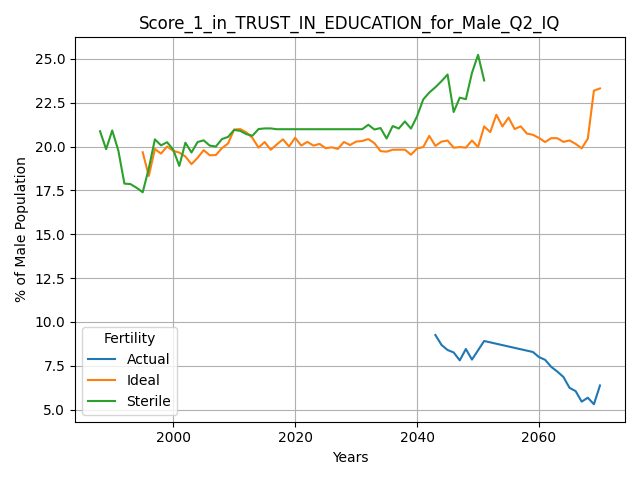 Score_1_in_TRUST_IN_EDUCATION_for_Male_Q2_IQ
% of Male Population
25.0
22.5
20.0
17.5
15.0
12.5
10.0
7.5
5.0
Fertility
Actual
Ideal
Sterile
2000
2020
2040
2060
Years